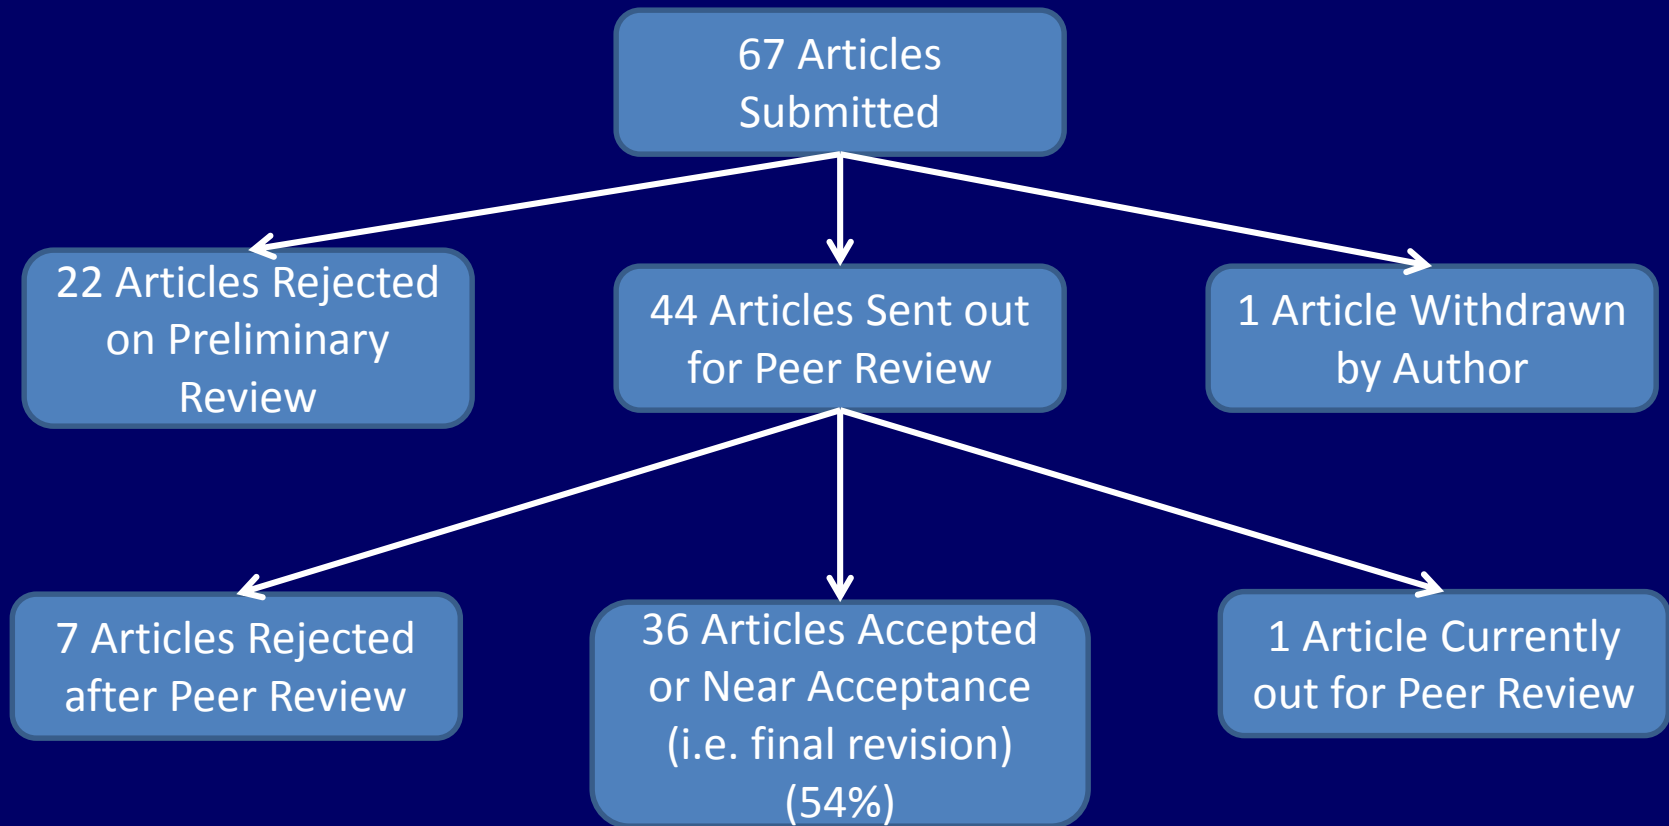 67 Articles
Submitted
22 Articles Rejected
on Preliminary
Review
44 Articles Sent out
for Peer Review
1 Article Withdrawn
by Author
7 Articles Rejected
after Peer Review
36 Articles Accepted
or Near Acceptance
(i.e. final revision)
(54%)
1 Article Currently
out for Peer Review